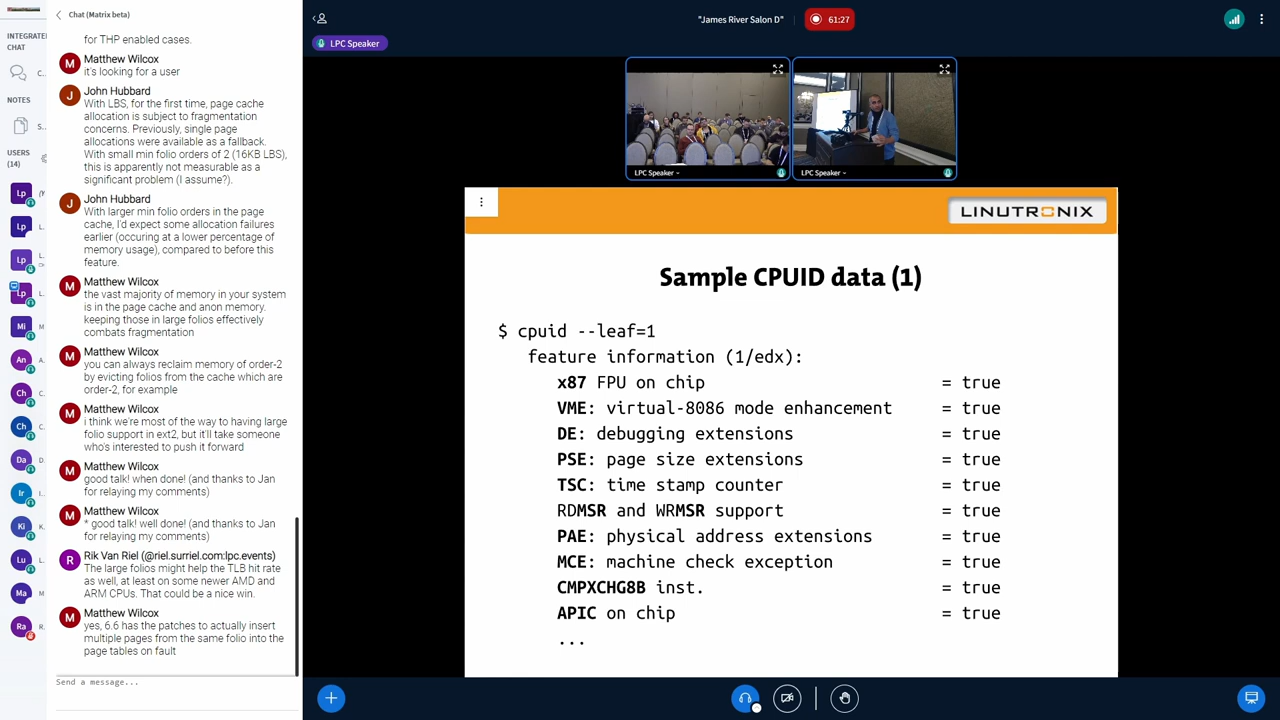 INTEGRATE
CHAT
C.
NOTES
S..
USERS
(14)
Lp
Lp
Lp
L.
Lp
L.
Mi
M
An
A.
Ch
C.
Ch
C.
Da
D.
Ir
I..
Ki
K.
Lu
L.
Ma
M.
Ra
R.
Chat (Matrix beta)
for THP enabled cases.
M
Matthew Wilcox
it's looking for a user
J
John Hubbard
With LBS, for the first time, page cache
allocation is subject to fragmentation
concerns. Previously, single page
allocations were available as a fallback.
With small min folio orders of 2 (16KB LBS),
this is apparently not measurable as a
significant problem (I assume?).
J
John Hubbard
With larger min folio orders in the page
cache, I'd expect some allocation failures
earlier (occuring at a lower percentage of
memory usage), compared to before this
feature.
M
Matthew Wilcox
the vast majority of memory in your system
is in the page cache and anon memory.
keeping those in large folios effectively
combats fragmentation
M
Matthew Wilcox
you can always reclaim memory of order-2
by evicting folios from the cache which are
order-2, for example
M
Matthew Wilcox
i think we're most of the way to having large
folio support in ext2, but it'll take someone
who's interested to push it forward
M
Matthew Wilcox
good talk! when done! (and thanks to Jan
for relaying my comments)
M
Matthew Wilcox
* good talk! well done! (and thanks to Jan
for relaying my comments)
R
Rik Van Riel (@riel.surriel.com:lpc.events)
The large folios might help the TLB hit rate
as well, at least on some newer AMD and
ARM CPUs. That could be a nice win.
M
Matthew Wilcox
yes, 6.6 has the patches to actually insert
multiple pages from the same folio into the
page tables on fault
Send a message...
"James River Salon D"
61:27
LPC Speaker
LPC Speaker
LPC Speaker
LINUTRONIX
Sample CPUID data (1)
$ cpuid --leaf=1
feature information (1/edx):
x87 FPU on chip = true
VME: virtual-8086 mode enhancement = true
DE: debugging extensions = true
PSE: page size extensions = true
TSC: time stamp counter = true
RDMSR and WRMSR support = true
PAE: physical address extensions = true
MCE: machine check exception = true
CMPXCHG8B inst. = true
APIC on chip = true
...